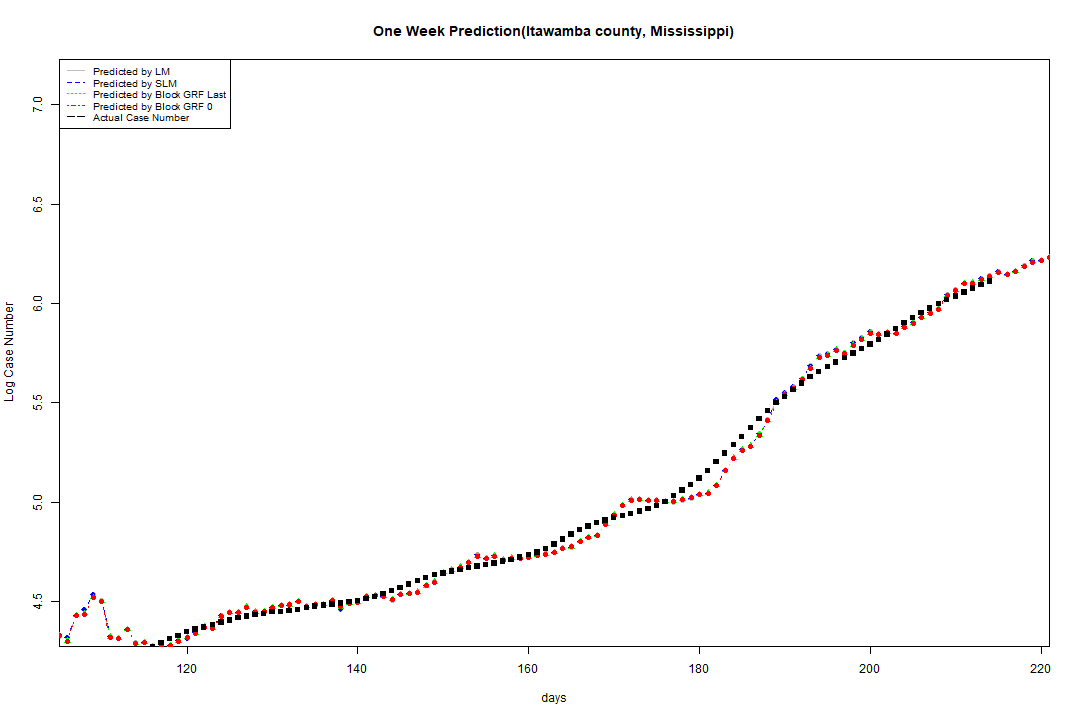 One Week Prediction(Itawamba county, Mississippi)
Predicted by LM
Predicted by SLM
Predicted by Block GRF Last
Predicted by Block GRF 0
Actual Case Number
7.0
6.5
6.0
5.5
5.0
4.5
Log Case Number
120 140 160 180 200 220
days